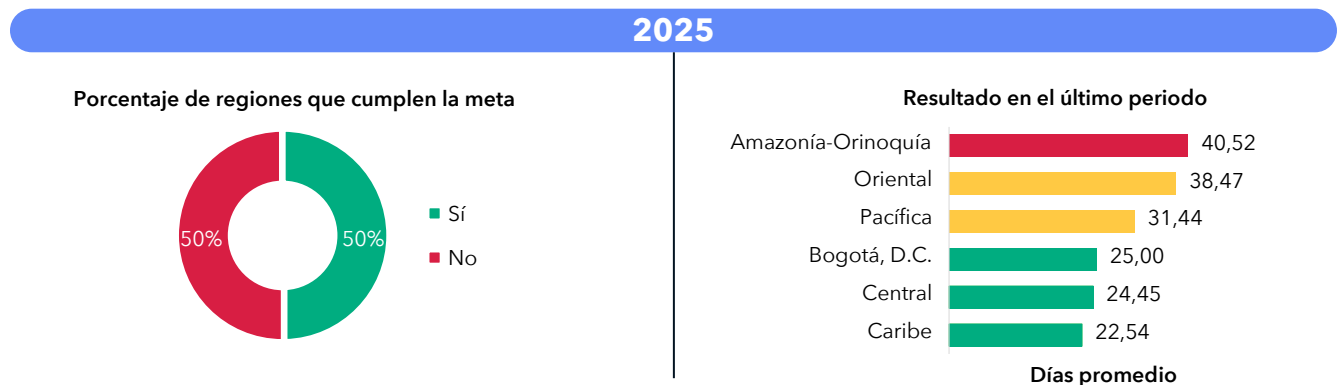 2025
Porcentaje de regiones que cumplen la meta
50%
50%
Sí
No
Resultado en el último periodo
Amazonía-Orinoquía 40,52
Oriental 38,47
Pacífica 31,44
Bogotá, D.C. 25,00
Central 24,45
Caribe 22,54
Días promedio